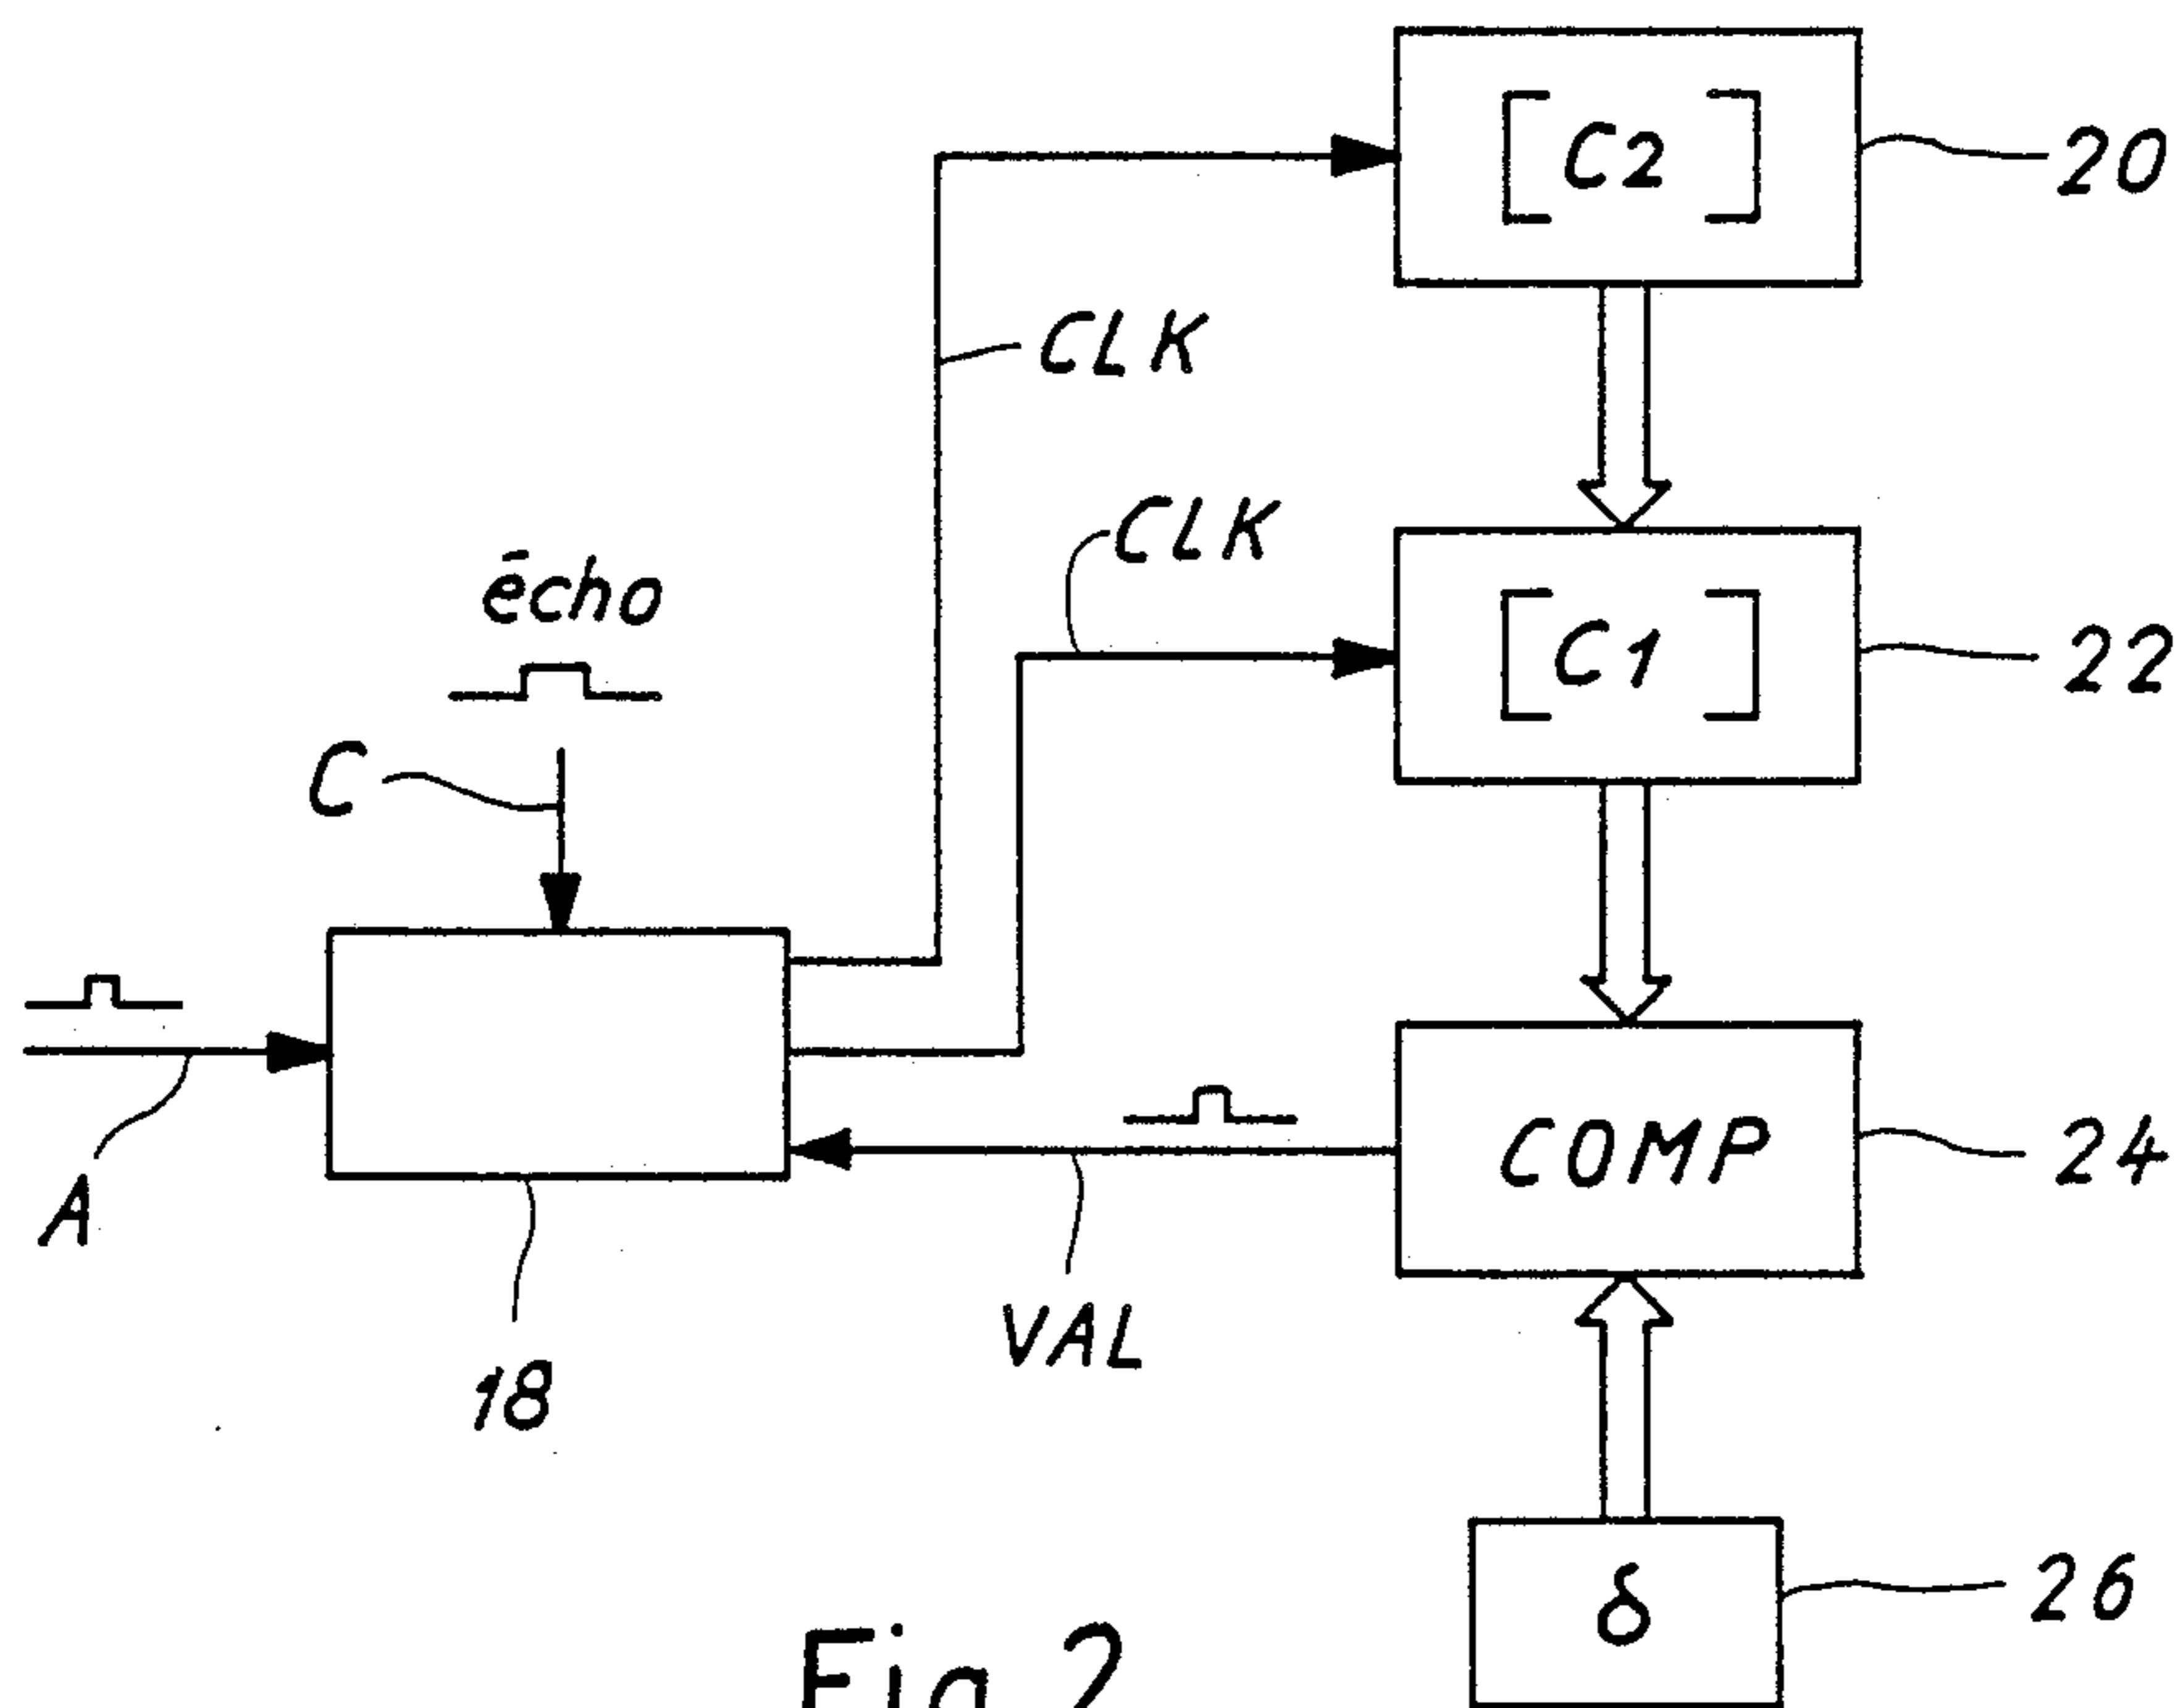 [C2]
20
CLK
CLK
écho
[C1]
22
C
A
COMP
24
VAL
18
δ
26
Fig 2